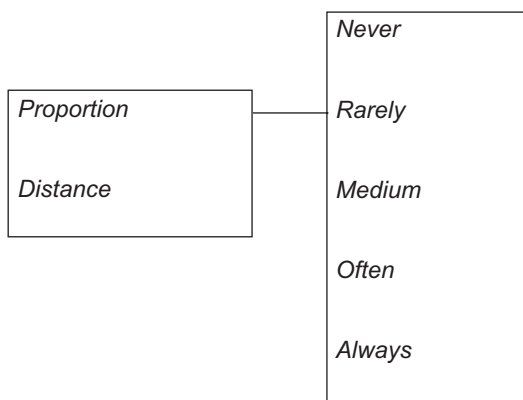 Never
Proportion
Rarely
Distance
Medium
Often
Always